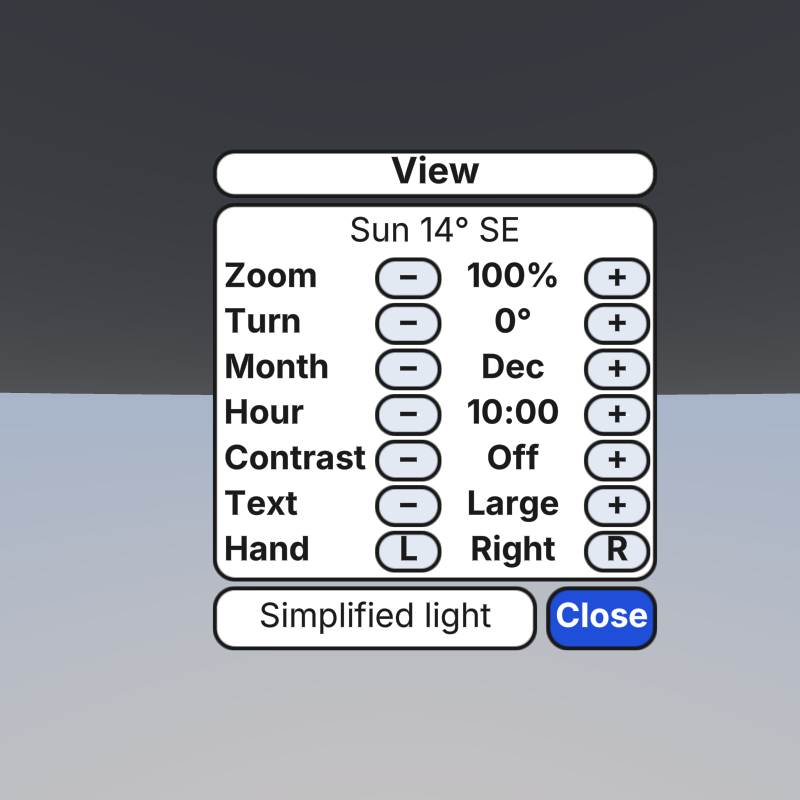 View
Sun 14° SE
Zoom − 100% +
Turn − 0° +
Month − Dec +
Hour − 10:00 +
Contrast − Off +
Text − Large +
Hand L Right R
Simplified light Close